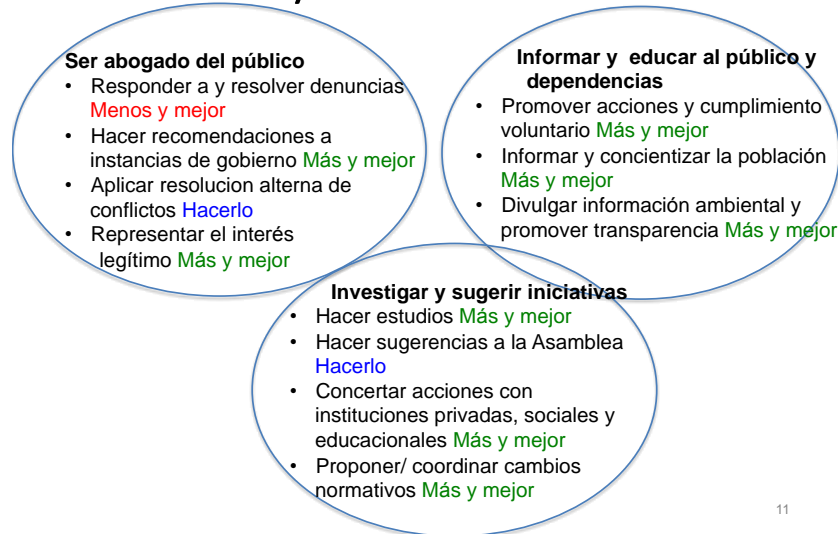 Ser abogado del público
• Responder a y resolver denuncias
Menos y mejor
• Hacer recomendaciones a
instancias de gobierno Más y mejor
• Aplicar resolucion alterna de
conflictos Hacerlo
• Representar el interés
legítimo Más y mejor
Informar y educar al público y
dependencias
• Promover acciones y cumplimiento
voluntario Más y mejor
• Informar y concientizar la población
Más y mejor
• Divulgar información ambiental y
promover transparencia Más y mejor
Investigar y sugerir iniciativas
• Hacer estudios Más y mejor
• Hacer sugerencias a la Asamblea
Hacerlo
• Concertar acciones con
instituciones privadas, sociales y
educacionales Más y mejor
• Proponer/ coordinar cambios
normativos Más y mejor
11